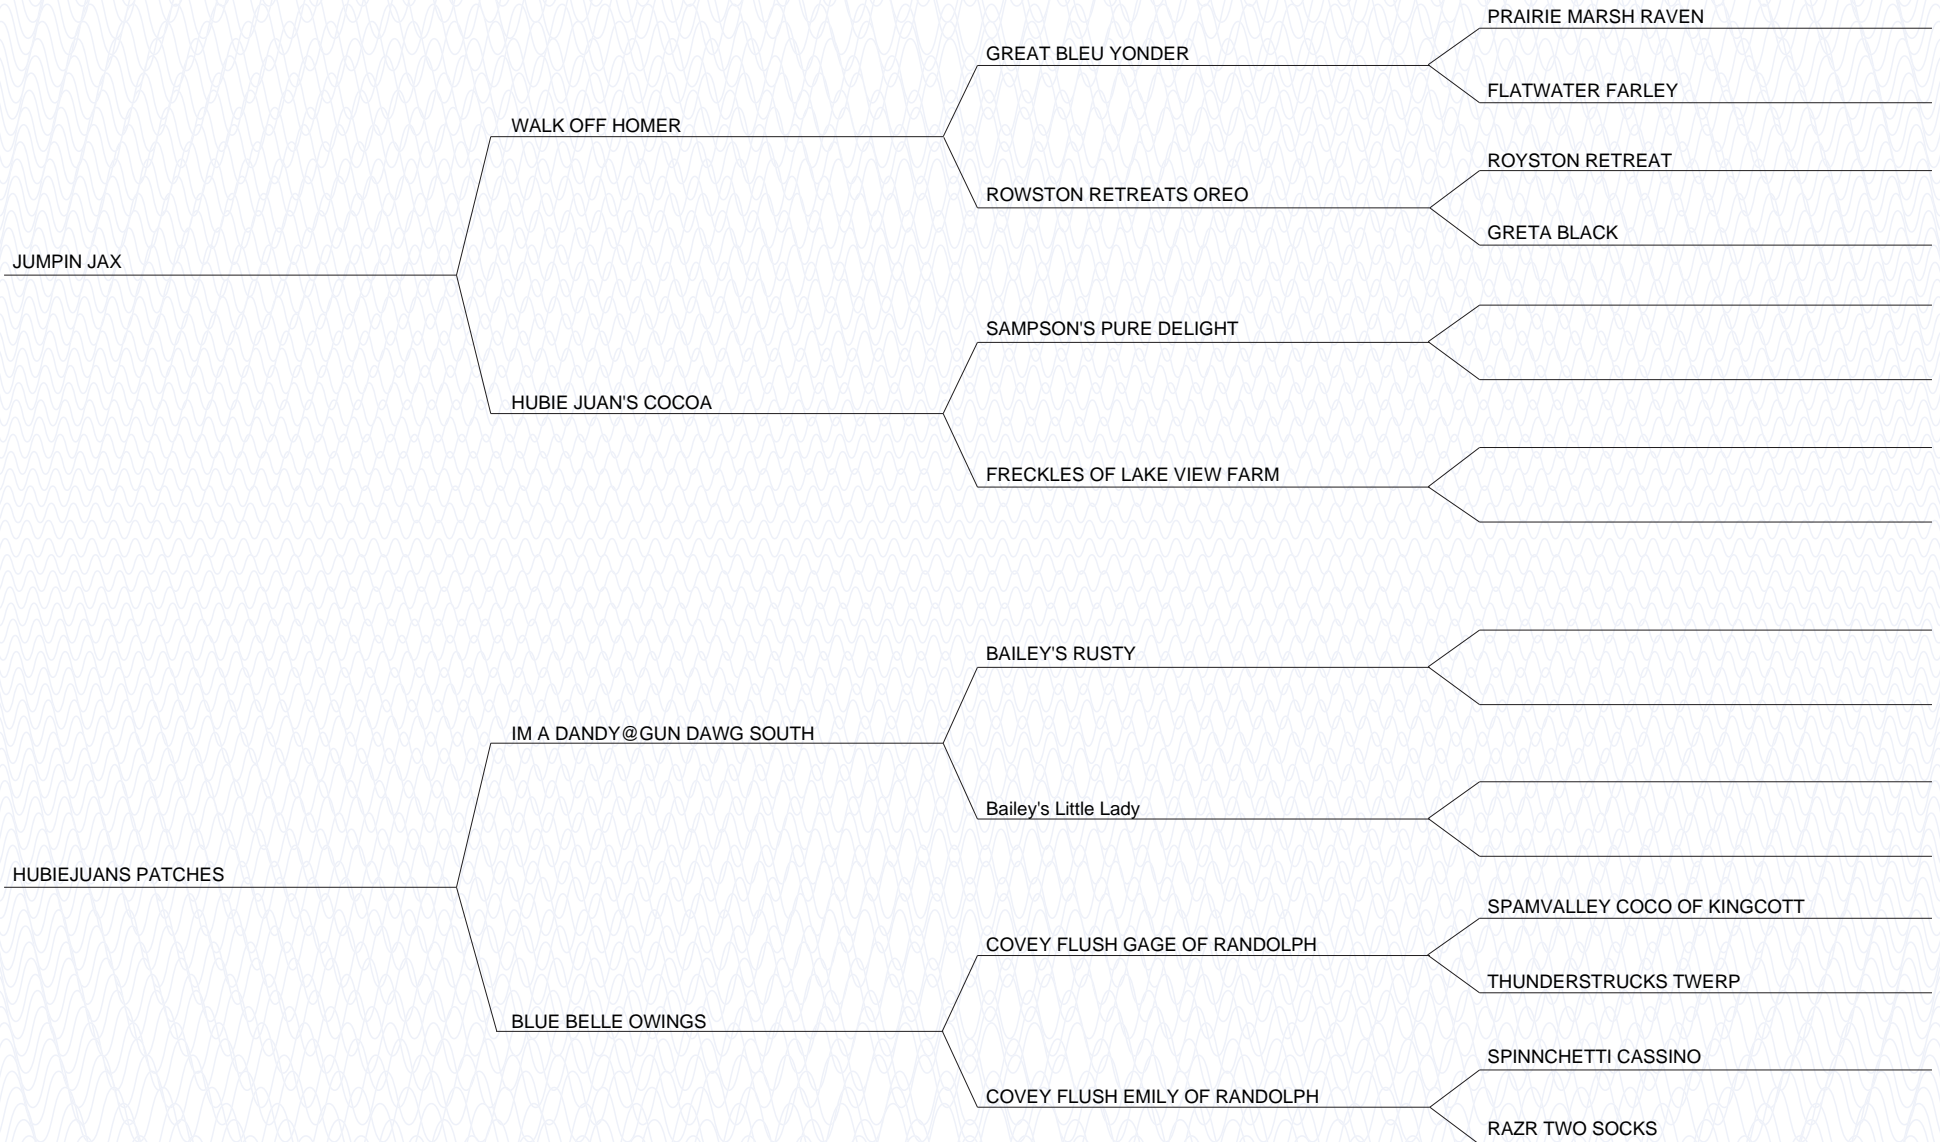 PRAIRIE MARSH RAVEN
GREAT BLEU YONDER
FLATWATER FARLEY
WALK OFF HOMER
ROYSTON RETREAT
ROWSTON RETREATS OREO
GRETA BLACK
JUMPIN JAX
SAMPSON'S PURE DELIGHT
HUBIE JUAN'S COCOA
FRECKLES OF LAKE VIEW FARM
BAILEY'S RUSTY
IM A DANDY@GUN DAWG SOUTH
Bailey's Little Lady
HUBIEJUANS PATCHES
SPAMVALLEY COCO OF KINGCOTT
COVEY FLUSH GAGE OF RANDOLPH
THUNDERSTRUCKS TWERP
BLUE BELLE OWINGS
SPINNCHETTI CASSINO
COVEY FLUSH EMILY OF RANDOLPH
RAZR TWO SOCKS